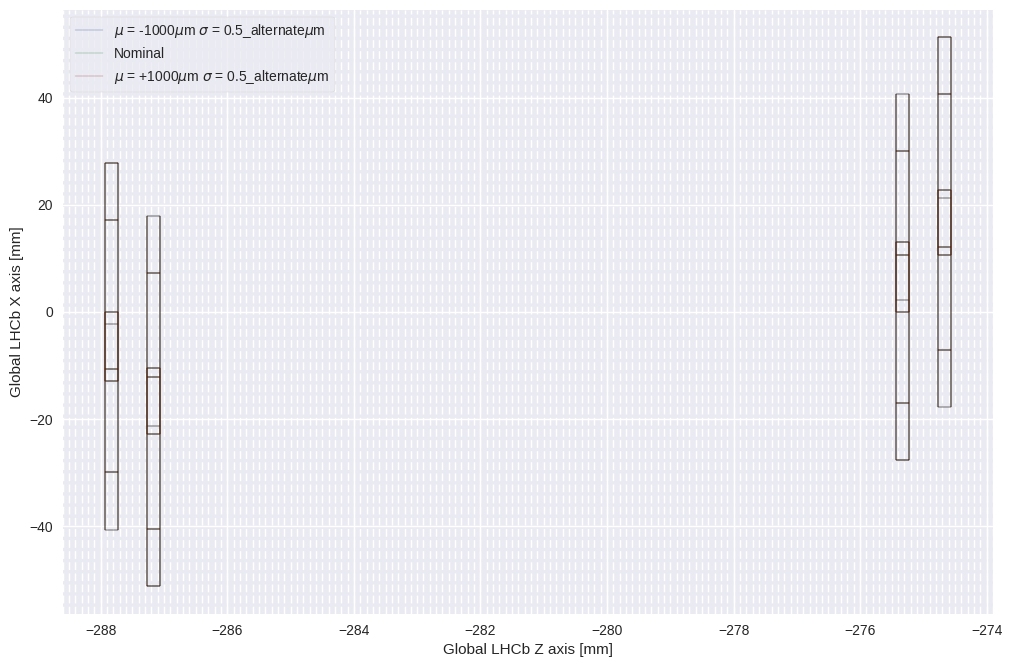 μ = -1000μm σ = 0.5_alternateμm
Nominal
μ = +1000μm σ = 0.5_alternateμm
40
20
0
−20
−40
Global LHCb X axis [mm]
−288 −286 −284 −282 −280 −278 −276 −274
Global LHCb Z axis [mm]